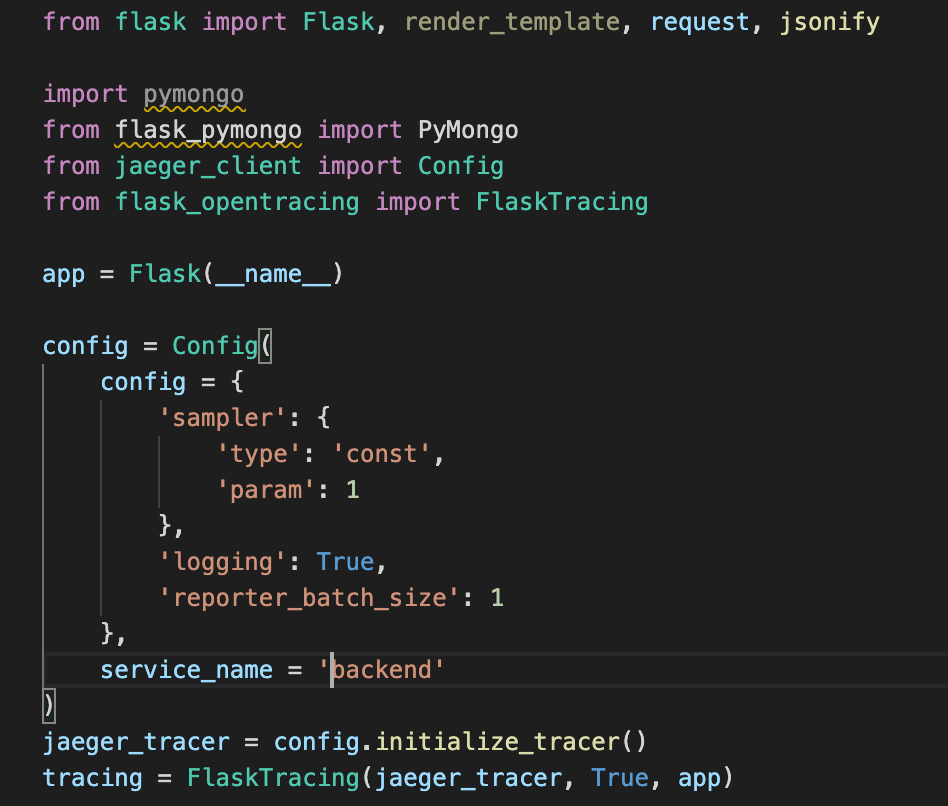 from flask import Flask, render_template, request, jsonify
import pymongo
from flask_pymongo import PyMongo
from jaeger_client import Config
from flask_opentracing import FlaskTracing
app = Flask(__name__)
config = Config(
config = {
'sampler': {
'type': 'const',
'param': 1
},
'logging': True,
'reporter_batch_size': 1
},
service_name = 'backend'
)
jaeger_tracer = config.initialize_tracer()
tracing = FlaskTracing(jaeger_tracer, True, app)